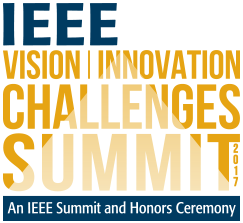 IEEE
VISION | INNOVATION
CHALLENGES
SUMMIT 2017
An IEEE Summit and Honors Ceremony